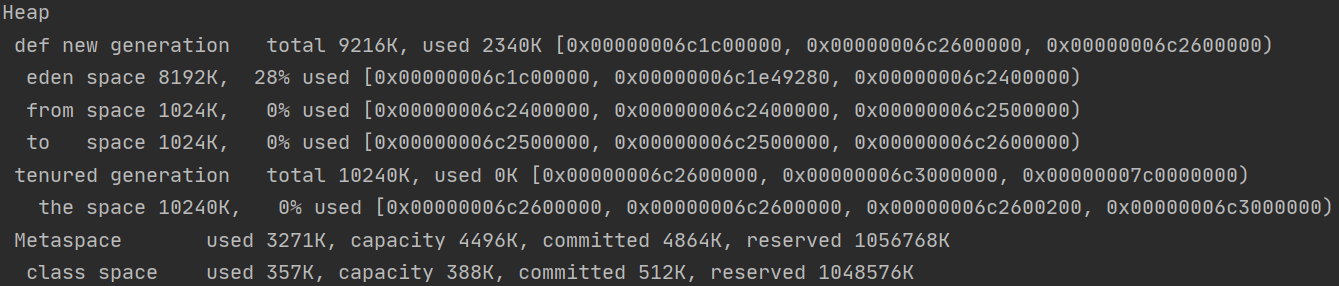 Heap
 def new generation   total 9216K, used 2340K [0x00000006c1c00000, 0x00000006c2600000, 0x00000006c2600000)
  eden space 8192K,  28% used [0x00000006c1c00000, 0x00000006c1e49280, 0x00000006c2400000)
  from space 1024K,   0% used [0x00000006c2400000, 0x00000006c2400000, 0x00000006c2500000)
  to   space 1024K,   0% used [0x00000006c2500000, 0x00000006c2500000, 0x00000006c2600000)
 tenured generation   total 10240K, used 0K [0x00000006c2600000, 0x00000006c3000000, 0x00000007c0000000)
   the space 10240K,   0% used [0x00000006c2600000, 0x00000006c2600000, 0x00000006c2600200, 0x00000006c3000000)
 Metaspace       used 3271K, capacity 4496K, committed 4864K, reserved 1056768K
  class space    used 357K, capacity 388K, committed 512K, reserved 1048576K